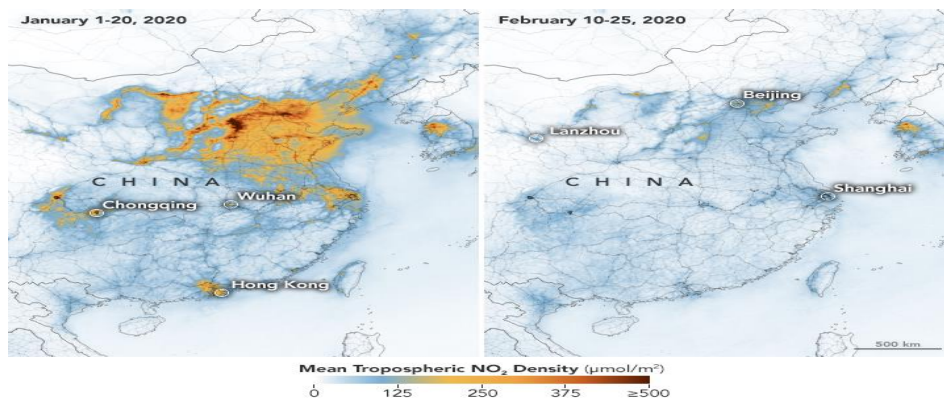 January 1-20, 2020
CHINA
Chongqing
Wuhan
Hong Kong
February 10-25, 2020
Beijing
Lanzhou
CHINA
Shanghai
500 km
Mean Tropospheric NO₂ Density (µmol/m²)
0 125 250 375 ≥500